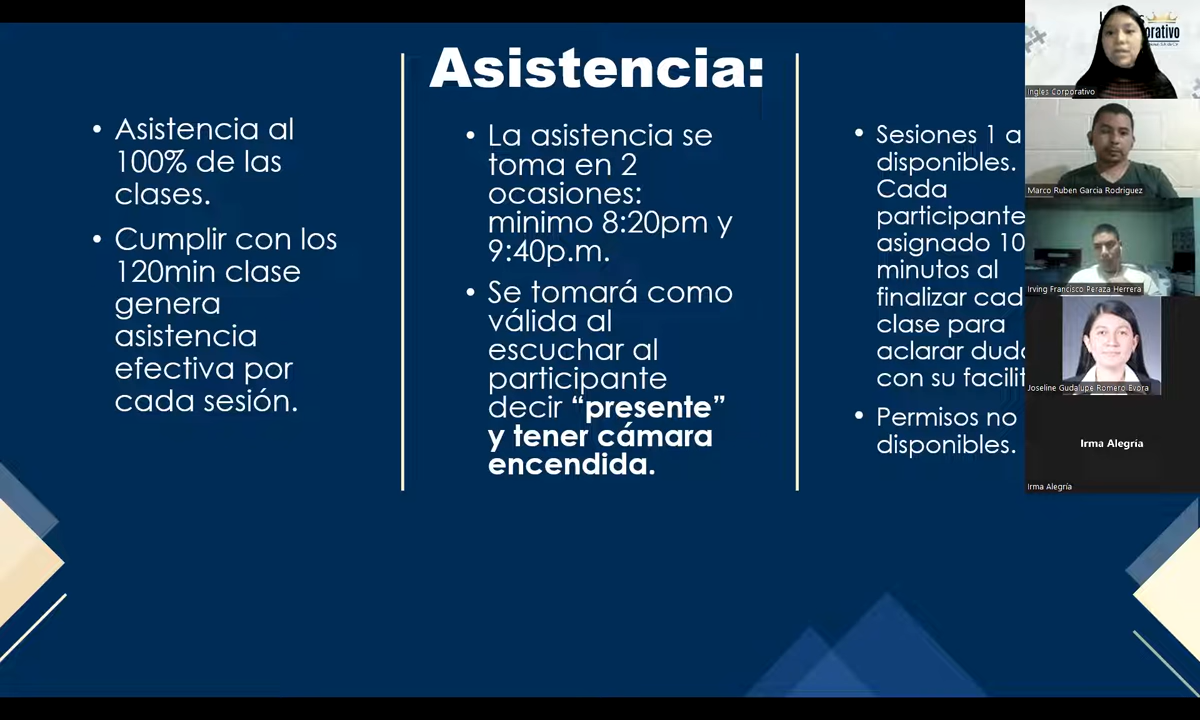 Asistencia:
• Asistencia al
100% de las
clases.
• Cumplir con los
120min clase
genera
asistencia
efectiva por
cada sesión.
• La asistencia se
toma en 2
ocasiones:
minimo 8:20pm y
9:40p.m.
• Se tomará como
válida al
escuchar al
participante
decir “presente”
y tener cámara
encendida.
• Sesiones 1 a
disponibles.
Cada
participante
asignado 10
minutos al
finalizar cad
clase para
aclarar dud
con su facilit
• Permisos no
disponibles.
Ingles Corporativo
Marco Ruben Garcia Rodriguez
Irving Francisco Peraza Herrera
Joseline Gudalupe Romero Evora
Irma Alegría
Irma Alegría